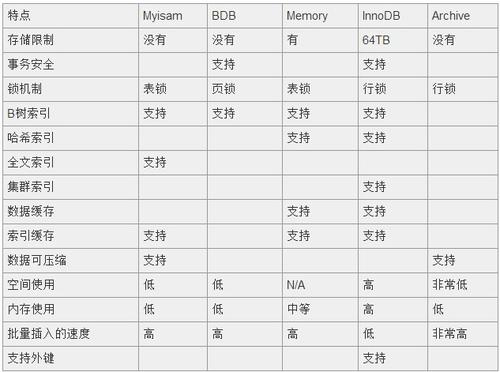 特点 Myisam BDB Memory InnoDB Archive
存储限制 没有 没有 有 64TB 没有
事务安全 支持 支持
锁机制 表锁 页锁 表锁 行锁 行锁
B树索引 支持 支持 支持 支持
哈希索引 支持 支持
全文索引 支持
集群索引 支持
数据缓存 支持 支持
索引缓存 支持 支持 支持
数据可压缩 支持 支持
空间使用 低 低 N/A 高 非常低
内存使用 低 低 中等 高 低
批量插入的速度 高 高 高 低 非常高
支持外键 支持